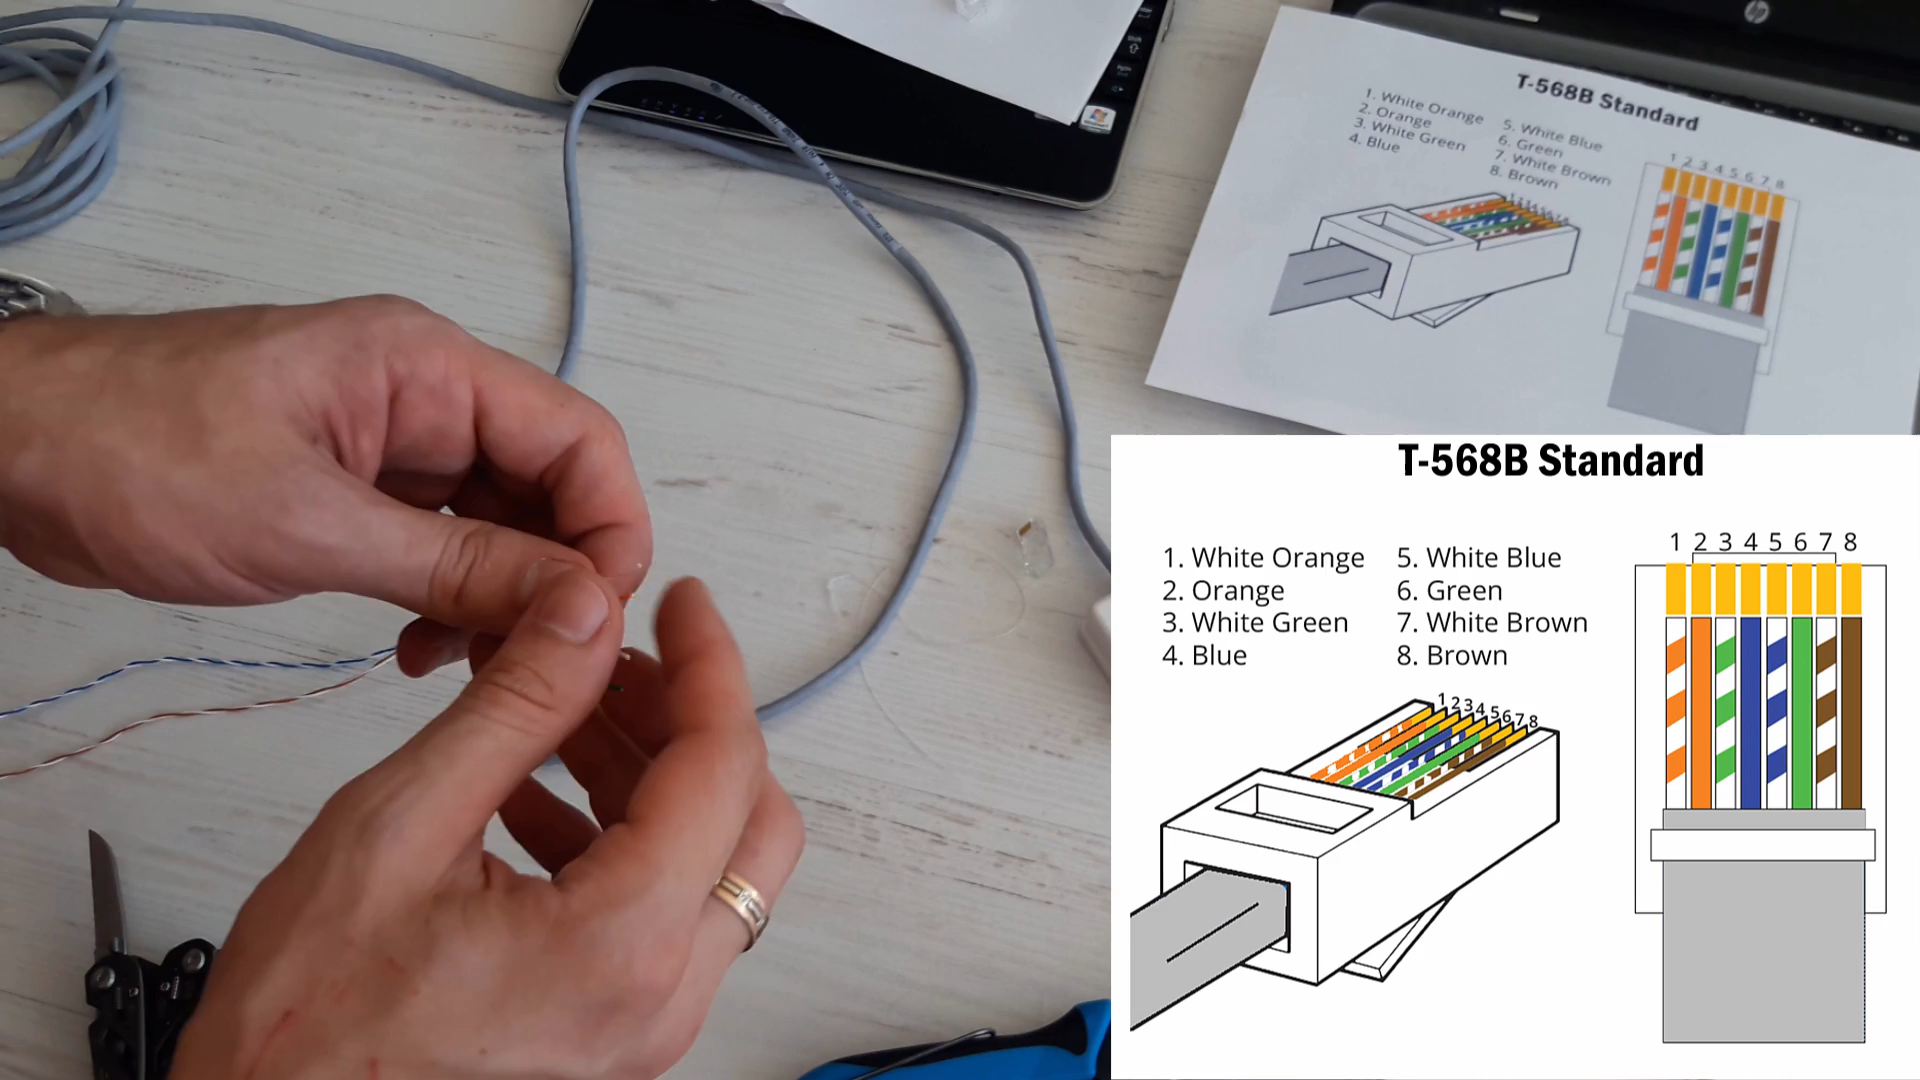 hp
T-568B Standard
1. White Orange
2. Orange
3. White Green
4. Blue
5. White Blue
6. Green
7. White Brown
8. Brown
1 2 3 4 5 6 7 8
T-568B Standard
1. White Orange
2. Orange
3. White Green
4. Blue
5. White Blue
6. Green
7. White Brown
8. Brown
1 2 3 4 5 6 7 8
1 2 3 4 5 6 7 8